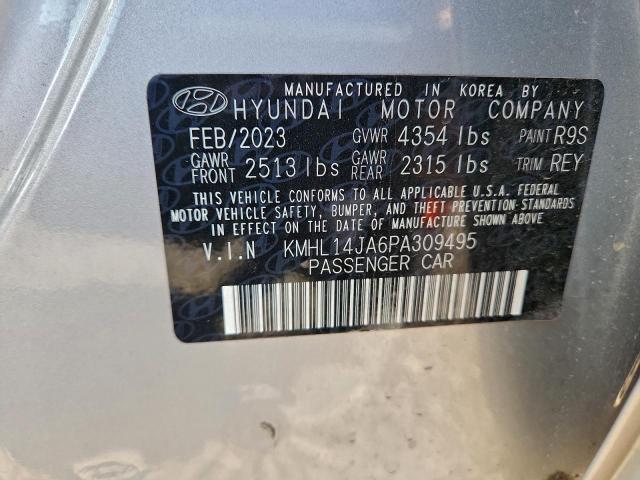 MANUFACTURED IN KOREA BY
HYUNDAI MOTOR COMPANY
FEB/2023 GVWR 4354 lbs PAINT R9S
GAWR FRONT 2513 lbs GAWR REAR 2315 lbs TRIM REY
THIS VEHICLE CONFORMS TO ALL APPLICABLE U.S.A. FEDERAL
MOTOR VEHICLE SAFETY, BUMPER, AND THEFT PREVENTION STANDARDS
IN EFFECT ON THE DATE OF MANUFACTURE SHOWN ABOVE.
V.I.N KMHL14JA6PA309495
PASSENGER CAR